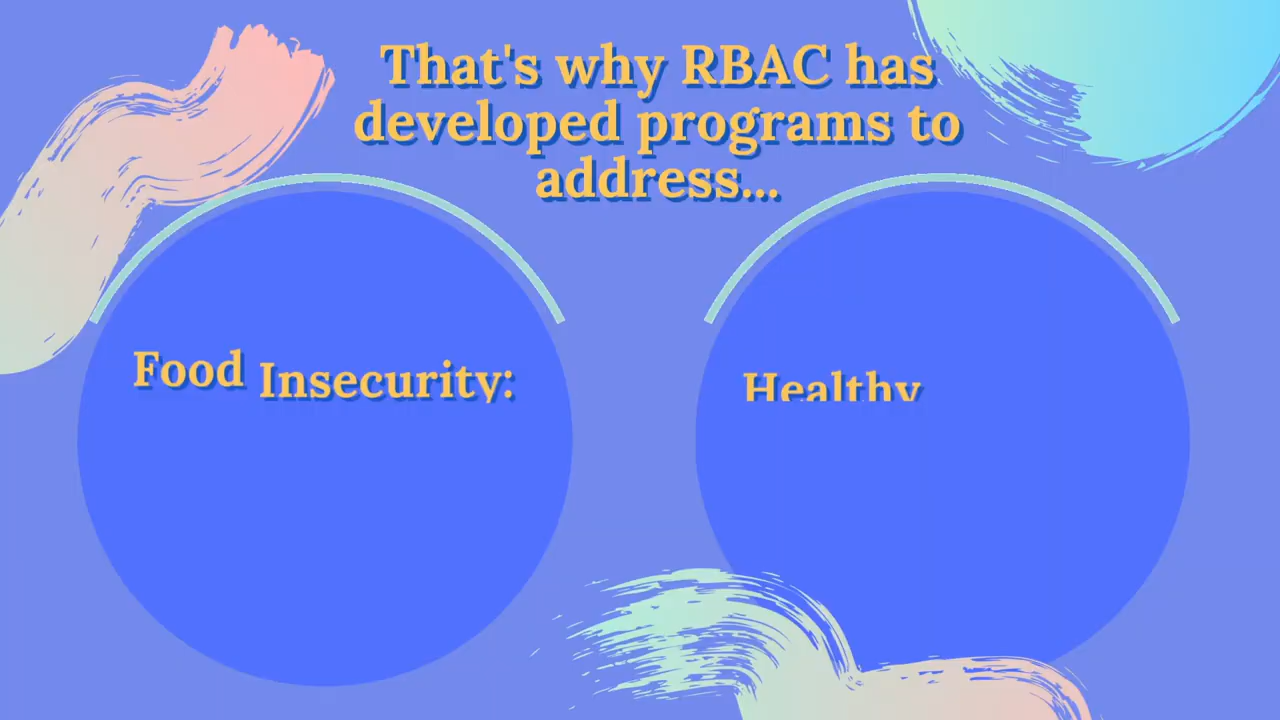 That's why RBAC has
developed programs to
address...
Food Insecurity:
Healthy